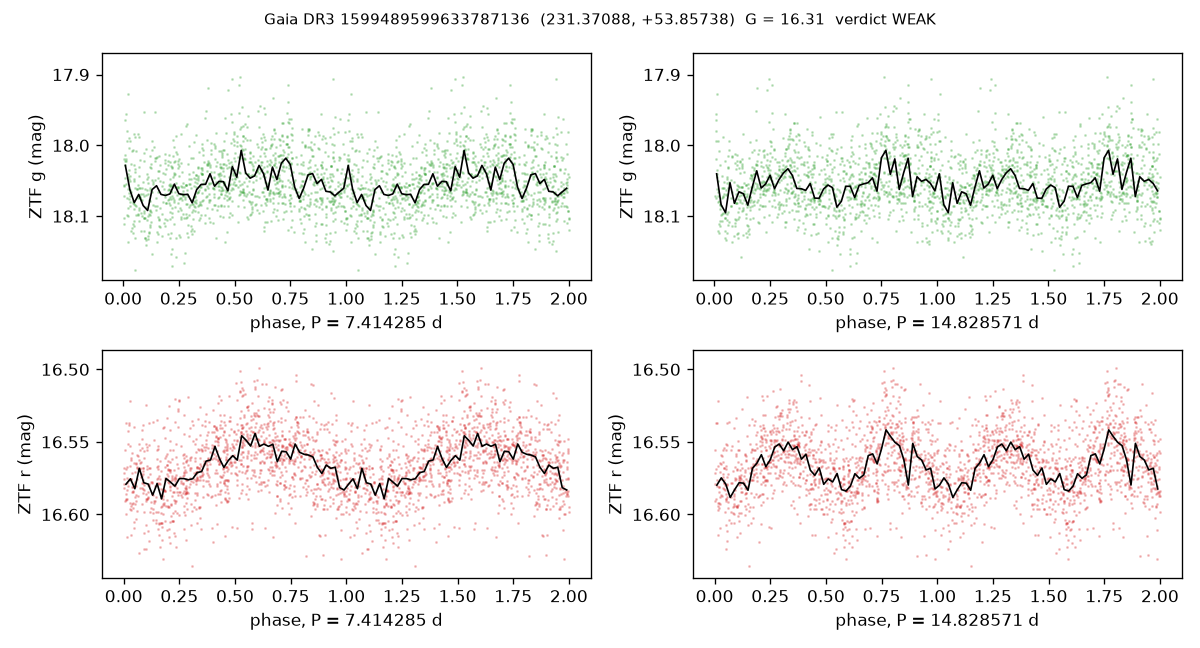 Gaia DR3 1599489599633787136  (231.37088, +53.85738)  G = 16.31  verdict WEAK
ZTF g (mag)
17.9
18.0
18.1
0.00 0.25 0.50 0.75 1.00 1.25 1.50 1.75 2.00
phase, P = 7.414285 d
ZTF g (mag)
17.9
18.0
18.1
0.00 0.25 0.50 0.75 1.00 1.25 1.50 1.75 2.00
phase, P = 14.828571 d
ZTF r (mag)
16.50
16.55
16.60
0.00 0.25 0.50 0.75 1.00 1.25 1.50 1.75 2.00
phase, P = 7.414285 d
ZTF r (mag)
16.50
16.55
16.60
0.00 0.25 0.50 0.75 1.00 1.25 1.50 1.75 2.00
phase, P = 14.828571 d